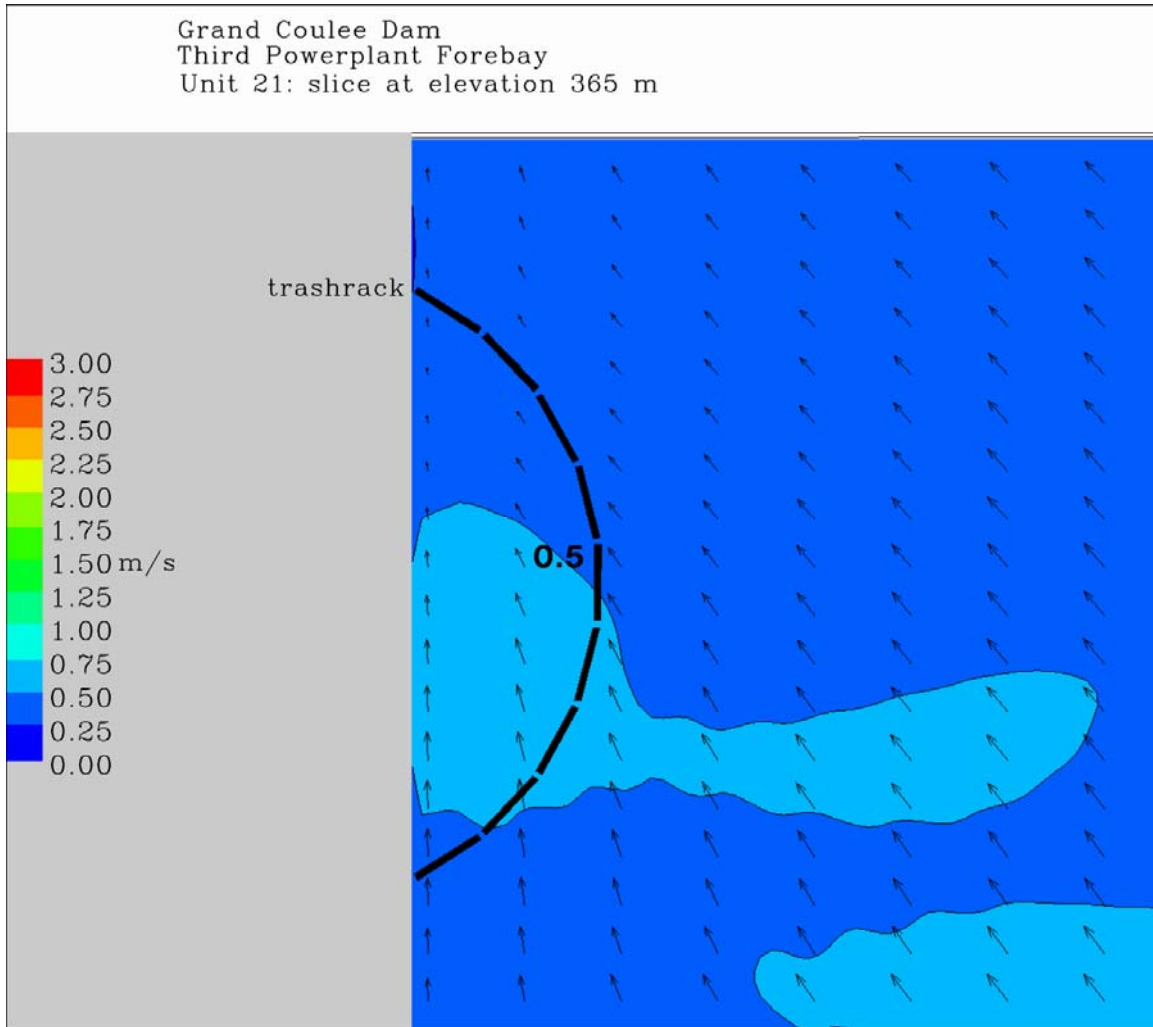 Grand Coulee Dam
Third Powerplant Forebay
Unit 21: slice at elevation 365 m
trashrack
3.00
2.75
2.50
2.25
2.00
1.75
1.50 m/s
1.25
1.00
0.75
0.50
0.25
0.00
0.5